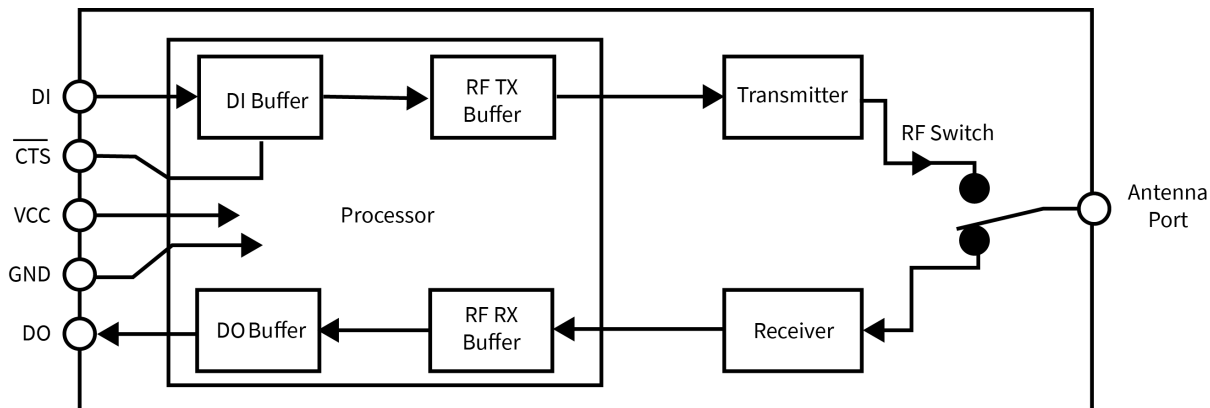 DI
CTS
VCC
GND
DO
DI Buffer
RF TX
Buffer
Processor
DO Buffer
RF RX
Buffer
Transmitter
RF Switch
Receiver
Antenna
Port